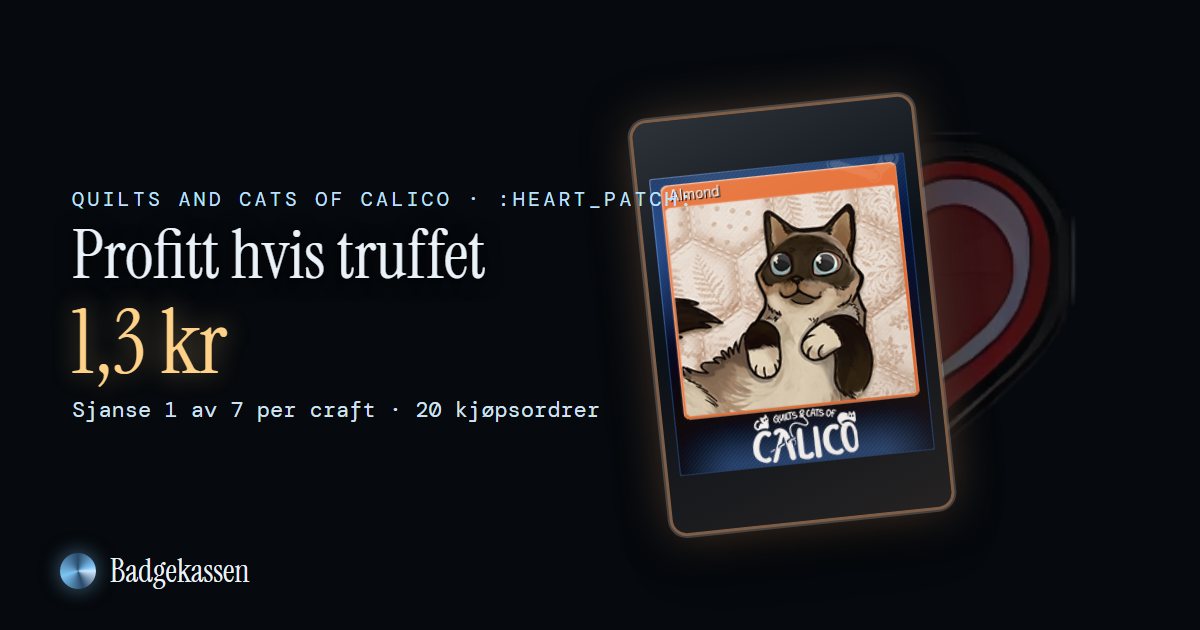 QUILTS AND CATS OF CALICO · :HEART_PATCH:
Profitt hvis truffet
1,3 kr
Sjanse 1 av 7 per craft · 20 kjøpsordrer
Almond
QUILTS & CATS OF
CALICO
Badgekassen